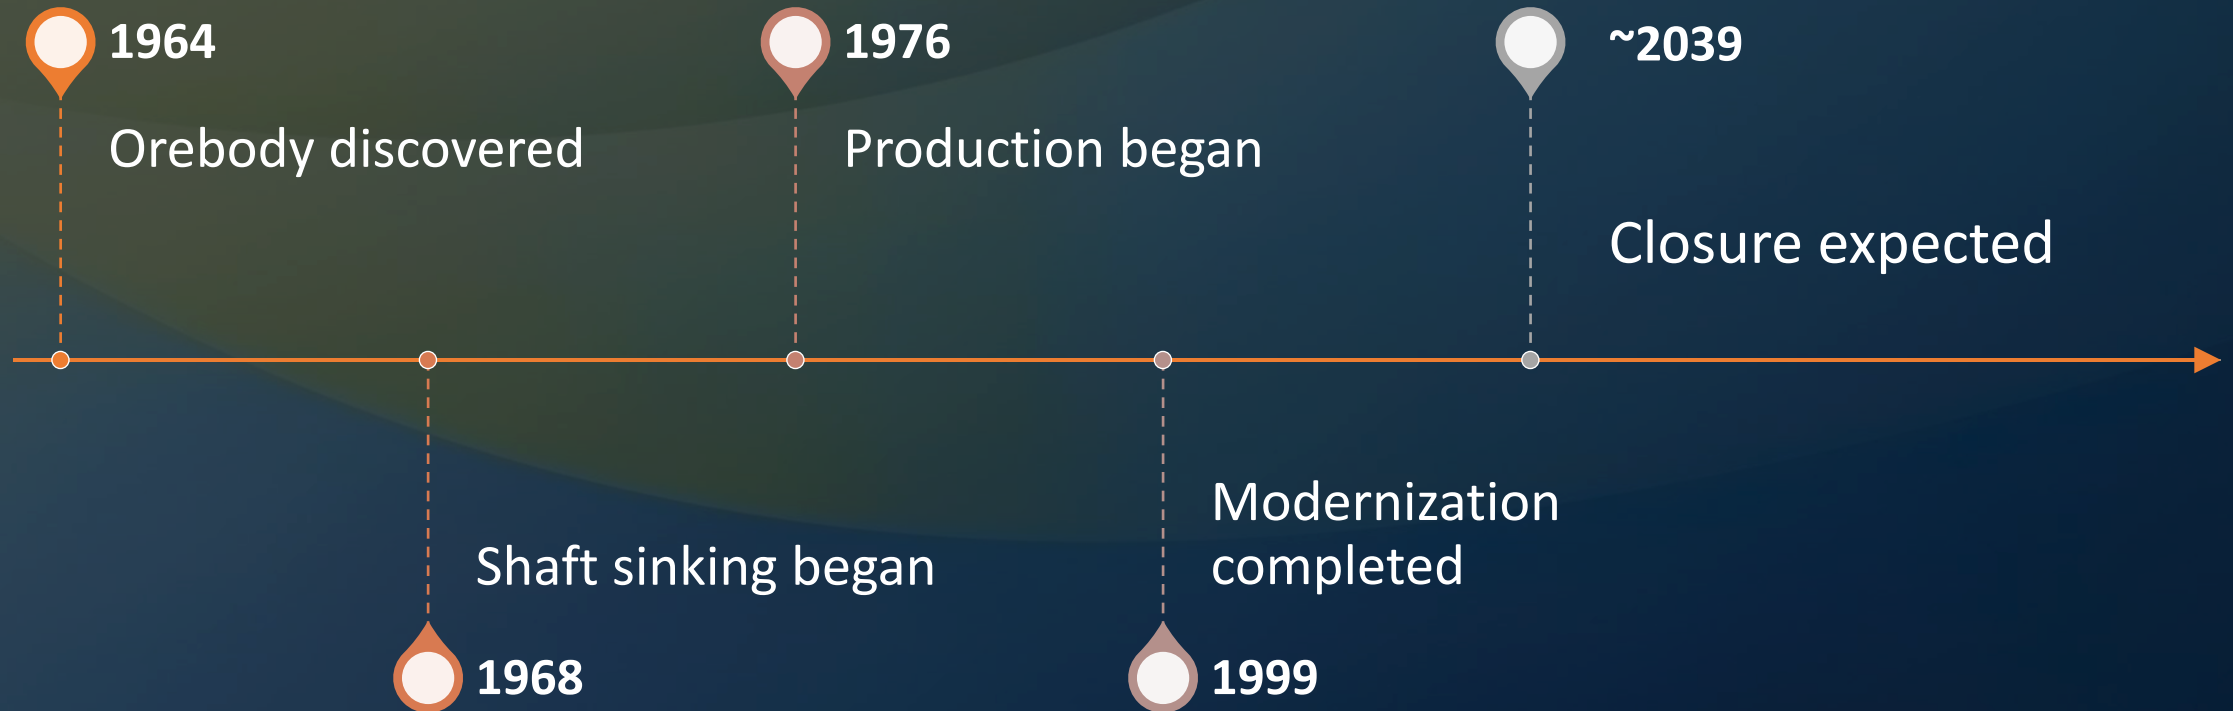 1964
Orebody discovered
1968
Shaft sinking began
1976
Production began
1999
Modernization
completed
~2039
Closure expected